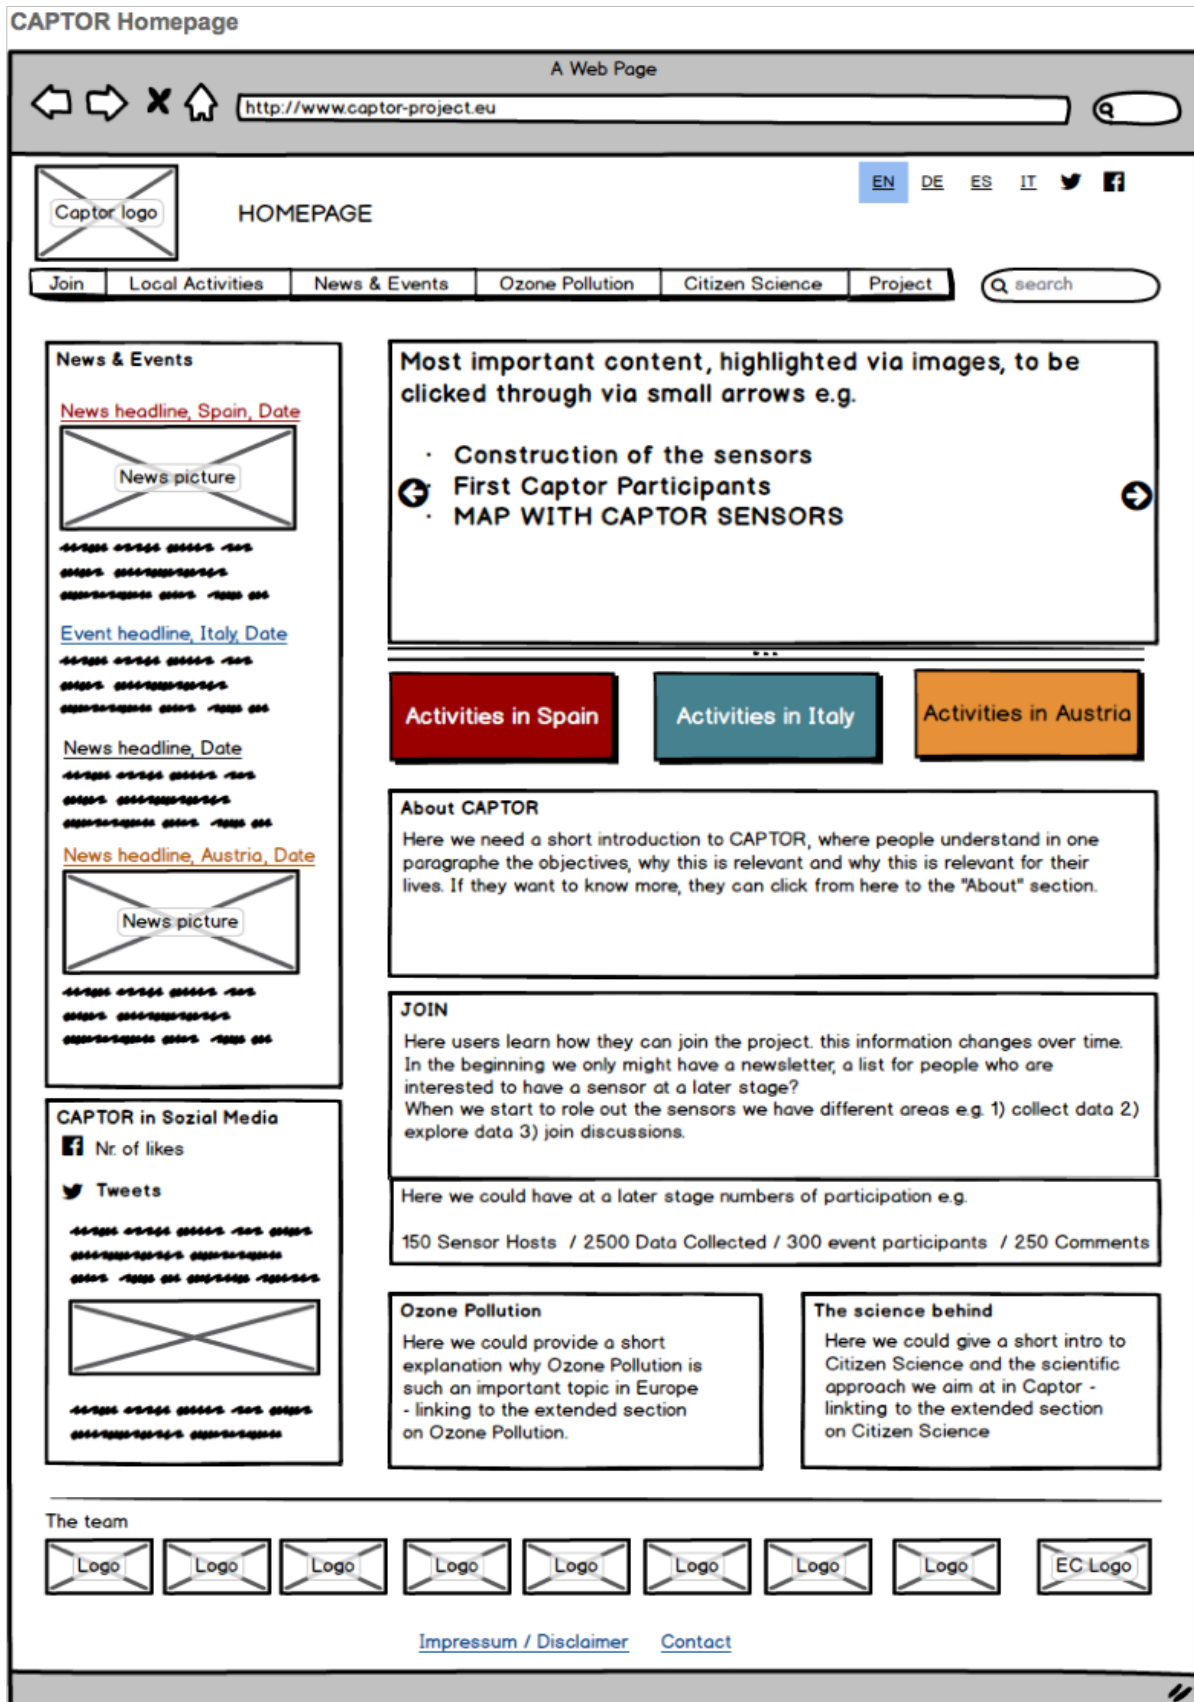 CAPTOR Homepage
A Web Page
http://www.captor-project.eu
EN DE ES IT
Captor logo
HOMEPAGE
Join Local Activities News & Events Ozone Pollution Citizen Science Project
search
News & Events
News headline, Spain, Date
News picture
Event headline, Italy, Date
News headline, Date
News headline, Austria, Date
News picture
CAPTOR in Sozial Media
Nr. of likes
Tweets
Most important content, highlighted via images, to be
clicked through via small arrows e.g.
· Construction of the sensors
· First Captor Participants
· MAP WITH CAPTOR SENSORS
Activities in Spain
Activities in Italy
Activities in Austria
About CAPTOR
Here we need a short introduction to CAPTOR, where people understand in one
paragraphe the objectives, why this is relevant and why this is relevant for their
lives. If they want to know more, they can click from here to the "About" section.
JOIN
Here users learn how they can join the project. this information changes over time.
In the beginning we only might have a newsletter, a list for people who are
interested to have a sensor at a later stage?
When we start to role out the sensors we have different areas e.g. 1) collect data 2)
explore data 3) join discussions.
Here we could have at a later stage numbers of participation e.g.
150 Sensor Hosts / 2500 Data Collected / 300 event participants / 250 Comments
Ozone Pollution
Here we could provide a short
explanation why Ozone Pollution is
such an important topic in Europe
- linking to the extended section
on Ozone Pollution.
The science behind
Here we could give a short intro to
Citizen Science and the scientific
approach we aim at in Captor -
linkting to the extended section
on Citizen Science
The team
Logo Logo Logo Logo Logo Logo Logo Logo EC Logo
Impressum / Disclaimer Contact